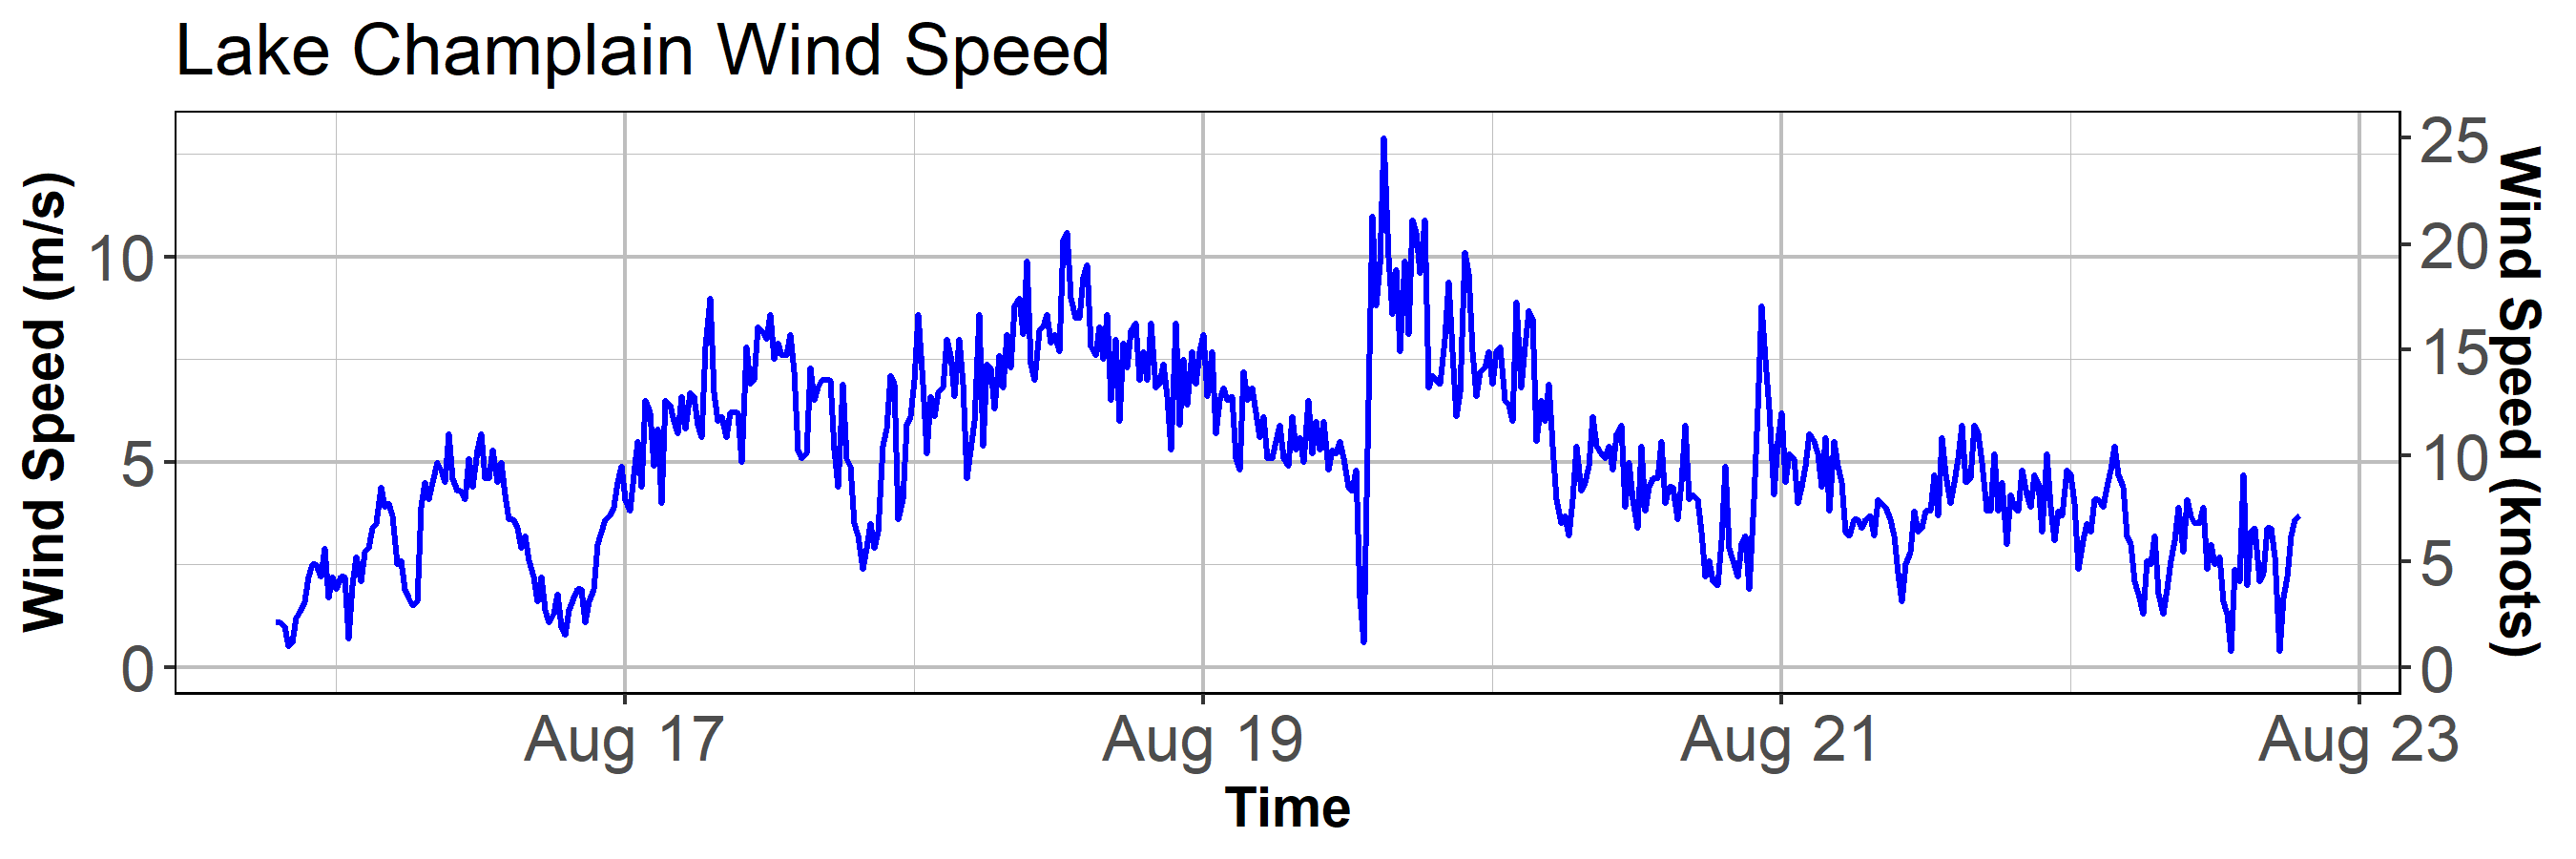 Lake Champlain Wind Speed
Wind Speed (m/s)
10
5
0
25
20
15
10
5
0
Wind Speed (knots)
Aug 17
Aug 19
Aug 21
Aug 23
Time